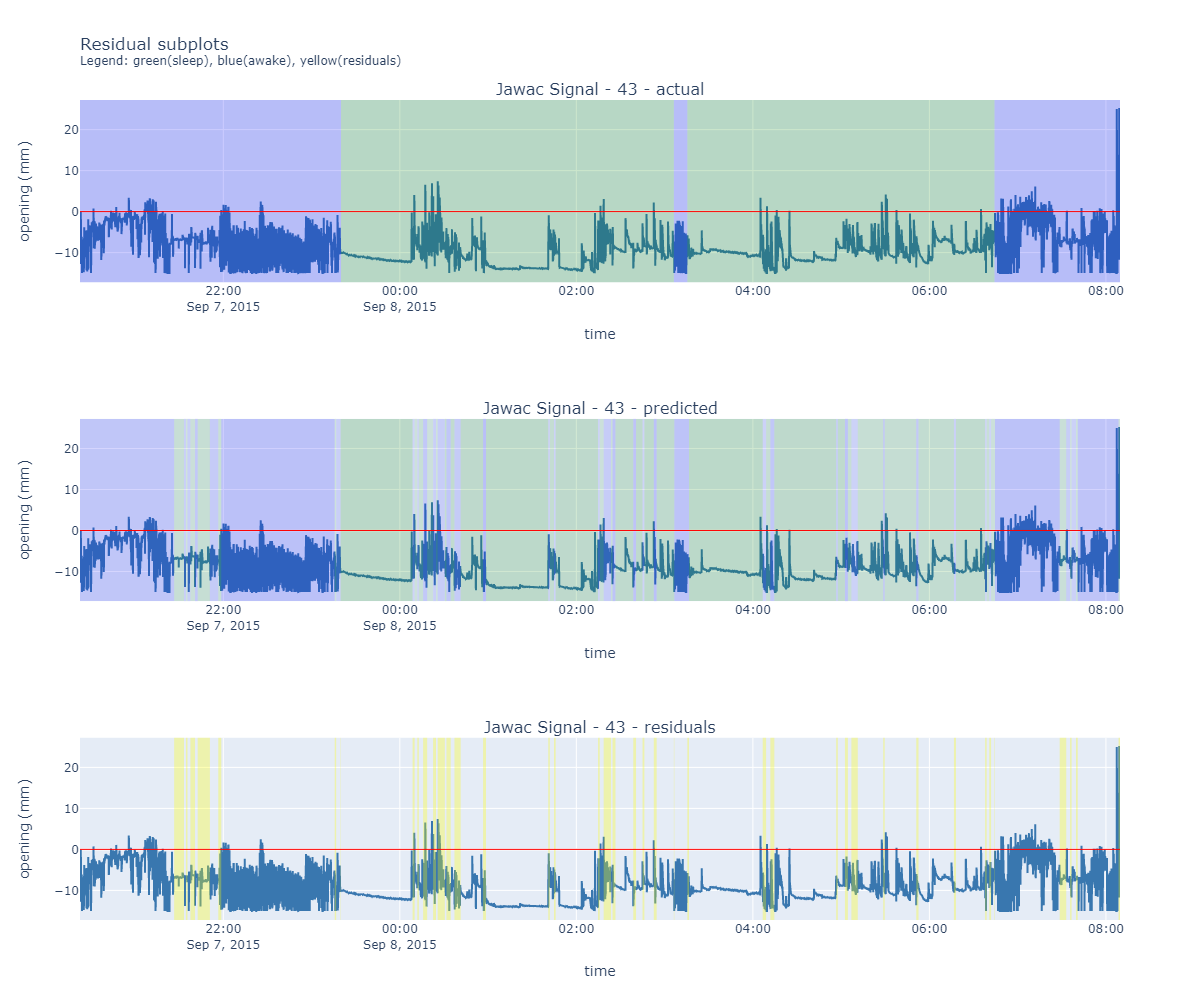 Residual subplots
Legend: green(sleep), blue(awake), yellow(residuals)
Jawac Signal - 43 - actual
opening (mm)
20
10
0
−10
22:00
Sep 7, 2015
00:00
Sep 8, 2015
02:00
04:00
06:00
08:00
time
Jawac Signal - 43 - predicted
opening (mm)
20
10
0
−10
22:00
Sep 7, 2015
00:00
Sep 8, 2015
02:00
04:00
06:00
08:00
time
Jawac Signal - 43 - residuals
opening (mm)
20
10
0
−10
22:00
Sep 7, 2015
00:00
Sep 8, 2015
02:00
04:00
06:00
08:00
time